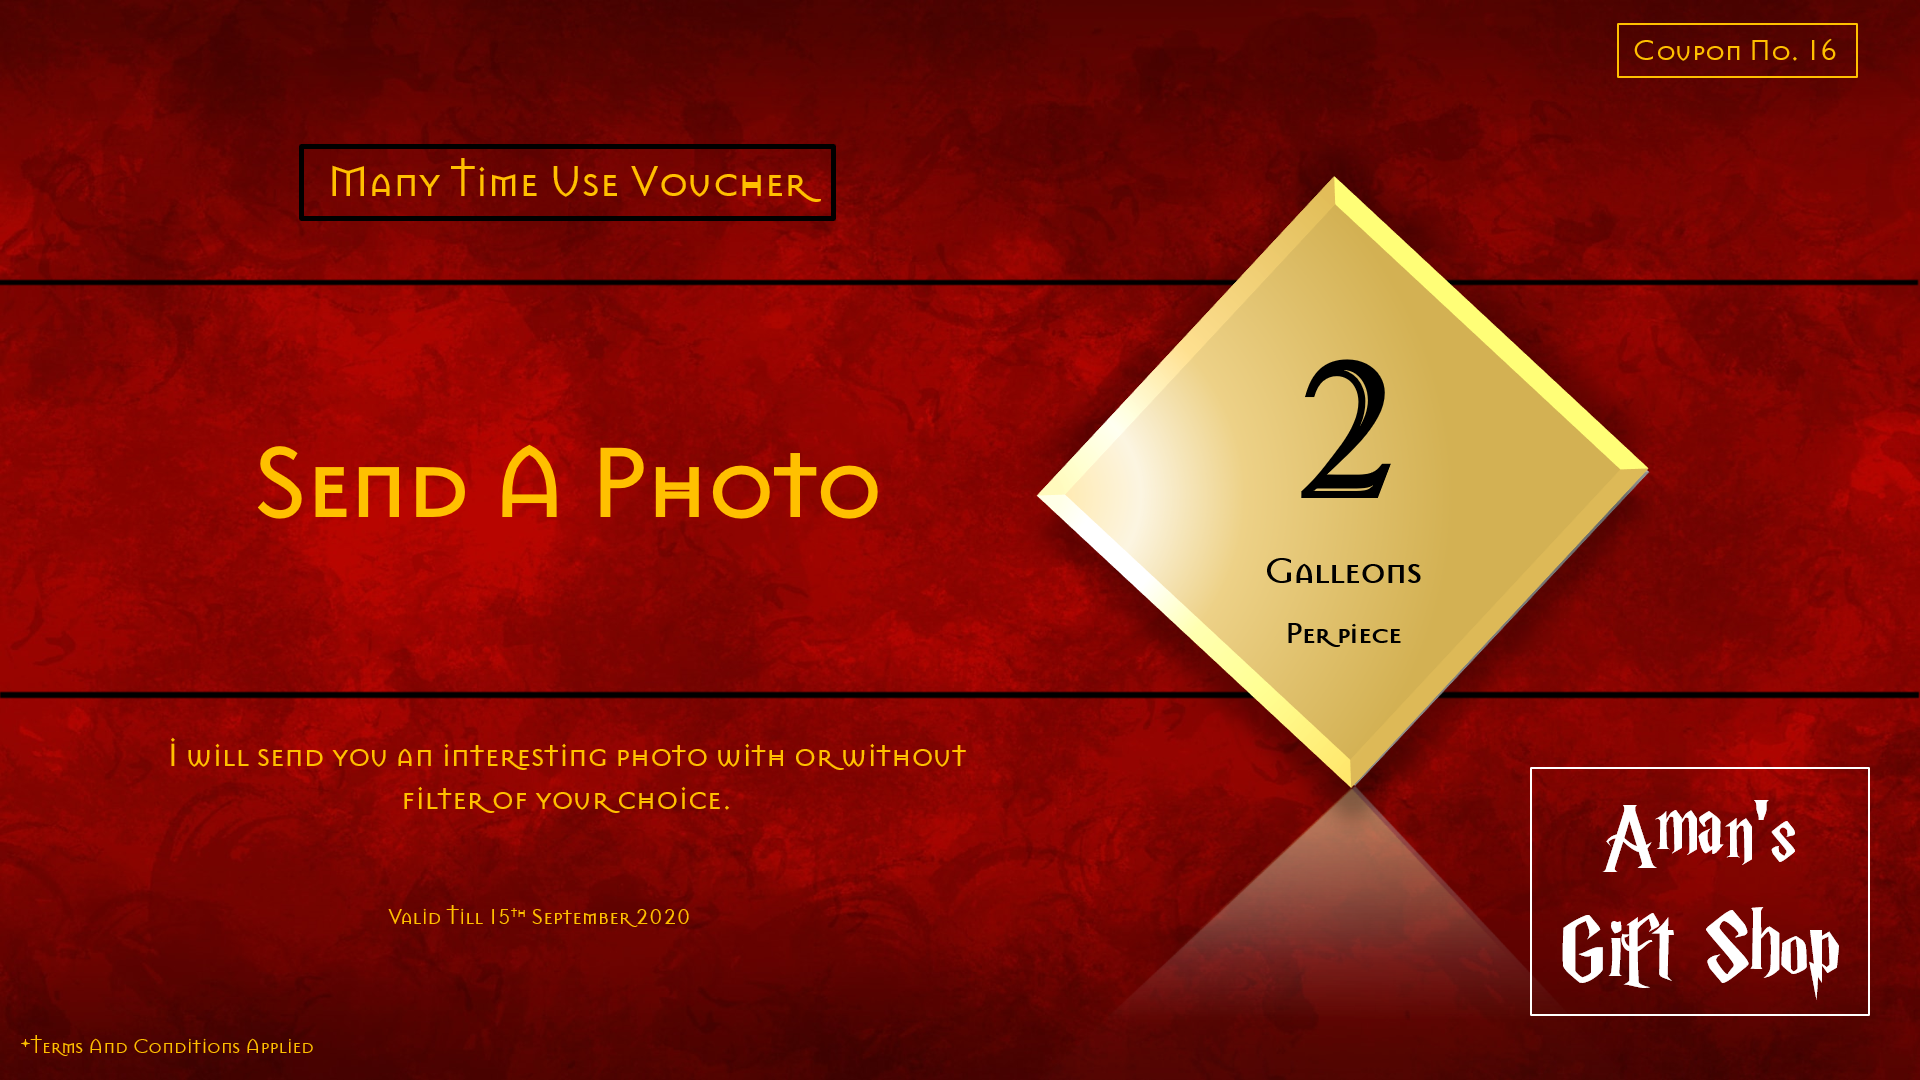 Coupon No. 16
Many Time Use Voucher
Send A Photo
2
Galleons
Per piece
I will send you an interesting photo with or without
filter of your choice.
Valid Till 15th September 2020
Aman's
Gift Shop
*Terms And Conditions Applied